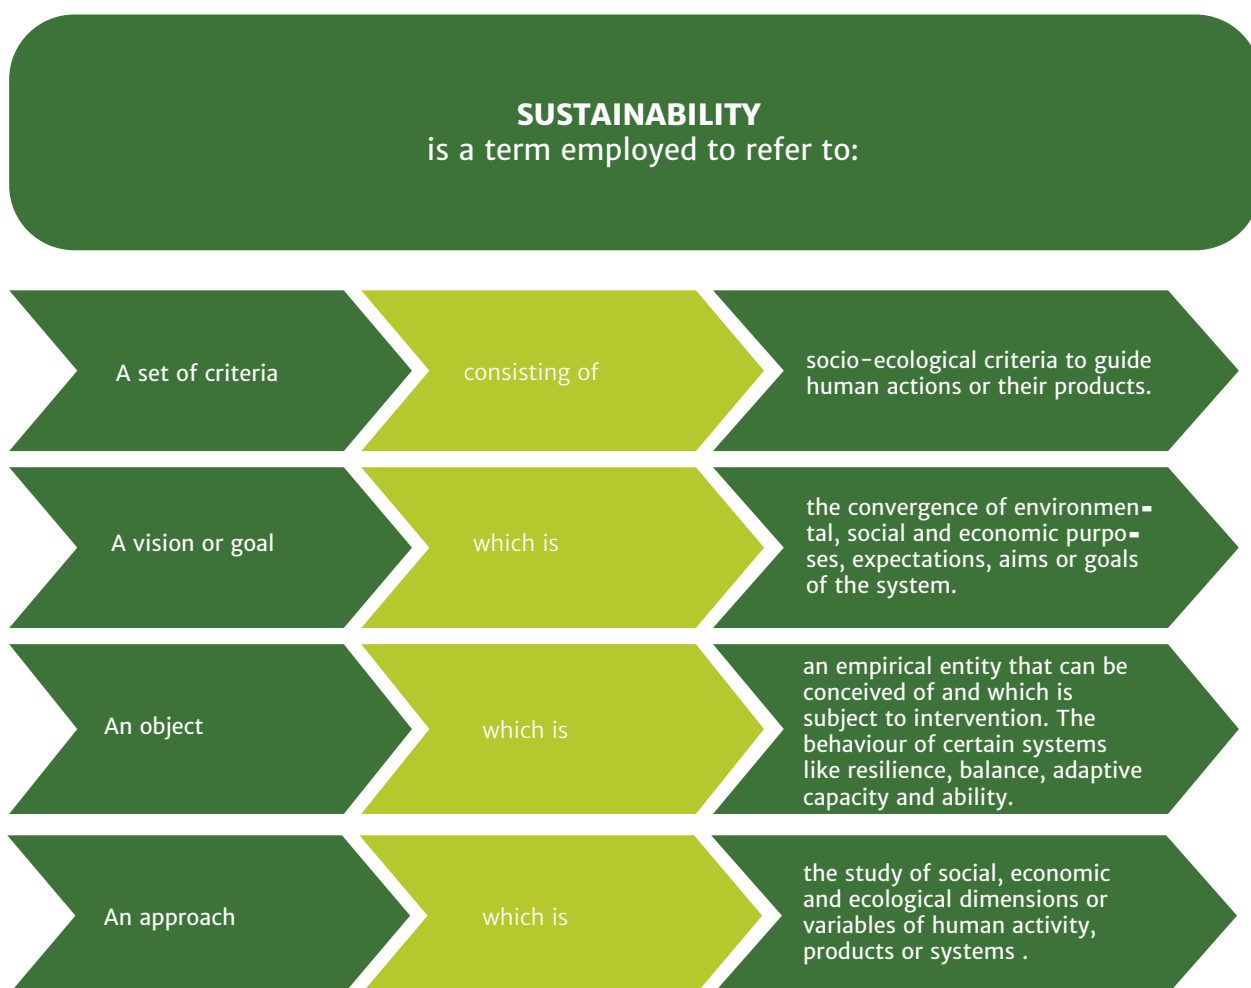 SUSTAINABILITY
is a term employed to refer to:
A set of criteria
consisting of
socio-ecological criteria to guide
human actions or their products.
A vision or goal
which is
the convergence of environmen-
tal, social and economic purpo-
ses, expectations, aims or goals
of the system.
An object
which is
an empirical entity that can be
conceived of and which is
subject to intervention. The
behaviour of certain systems
like resilience, balance, adaptive
capacity and ability.
An approach
which is
the study of social, economic
and ecological dimensions or
variables of human activity,
products or systems .